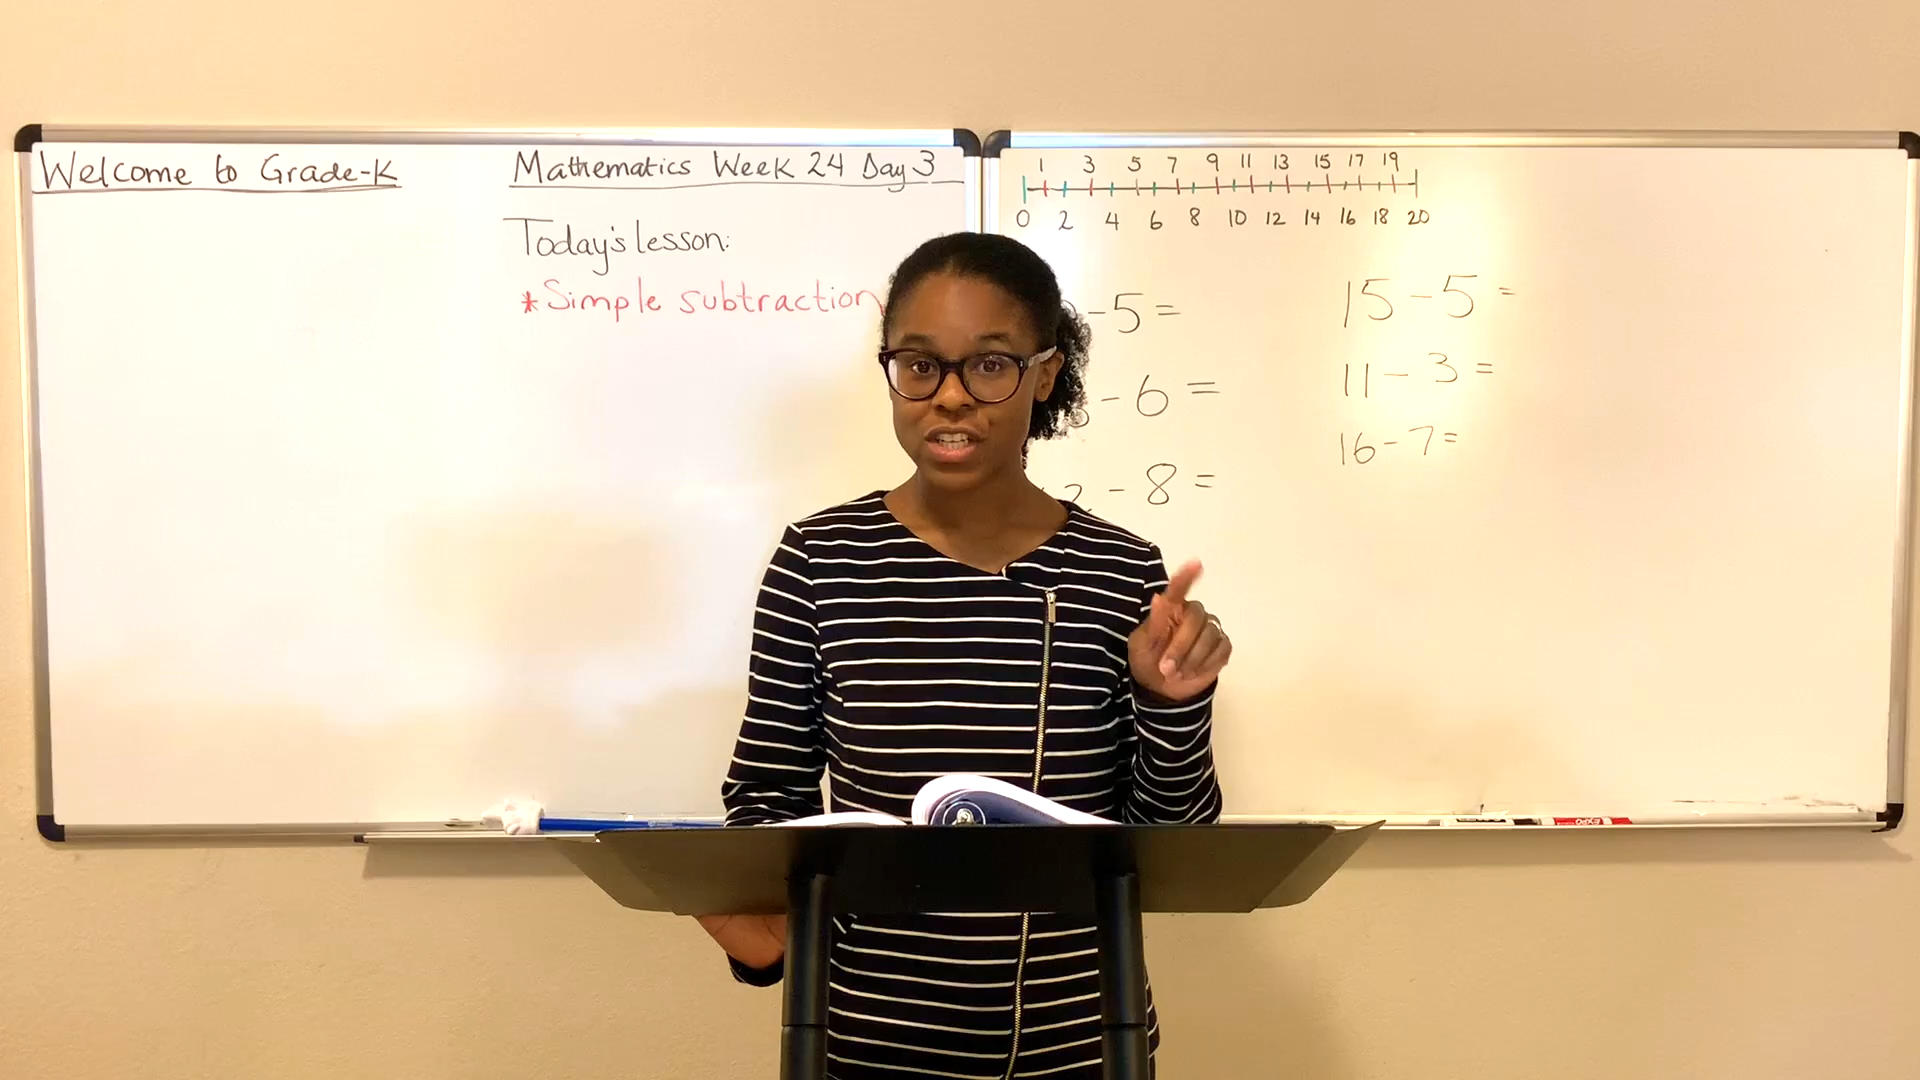 Welcome to Grade-K
Mathematics Week 24 Day 3
Today's lesson:
*Simple subtraction
1 3 5 7 9 11 13 15 17 19
0 2 4 6 8 10 12 14 16 18 20
-5=
-6=
-8=
15-5=
11-3=
16-7=
EXPO